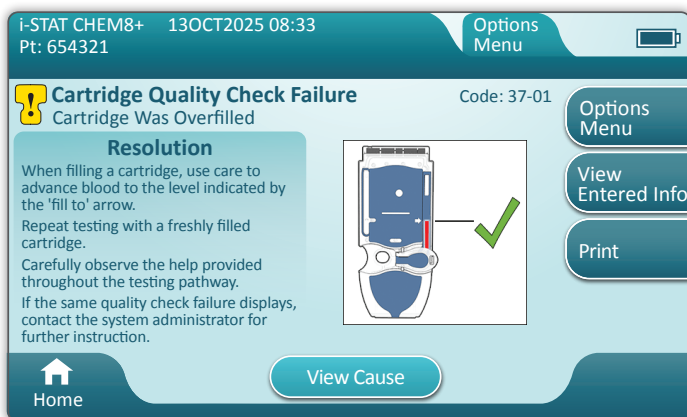 i-STAT CHEM8+ 13OCT2025 08:33
Pt: 654321
Options
Menu
Cartridge Quality Check Failure
Code: 37-01
Cartridge Was Overfilled
Resolution
When filling a cartridge, use care to
advance blood to the level indicated by
the 'fill to' arrow.
Repeat testing with a freshly filled
cartridge.
Carefully observe the help provided
throughout the testing pathway.
If the same quality check failure displays,
contact the system administrator for
further instruction.
Options
Menu
View
Entered Info
Print
Home
View Cause